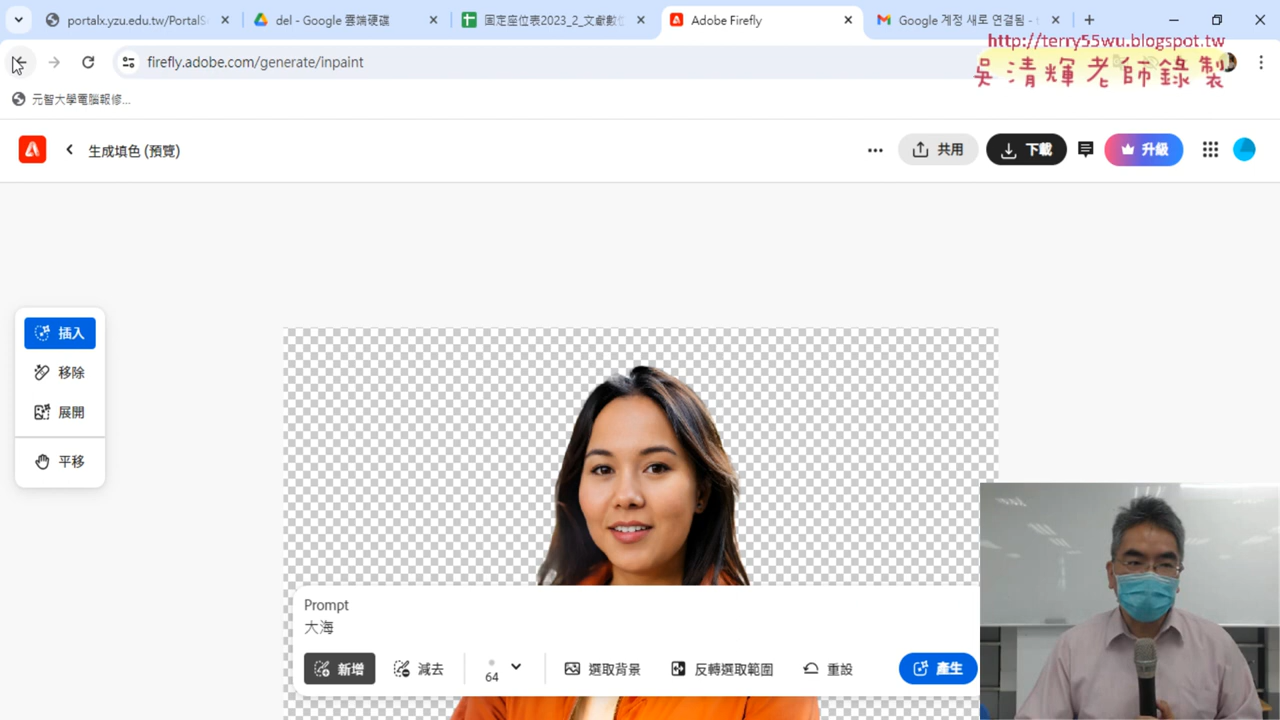 portalx.yzu.edu.tw/PortalS
del - Google 雲端硬碟
固定座位表2023_2_文獻數位
Adobe Firefly
Gmail Google 계정 새로 연결됨 -
http://terry55wu.blogspot.tw
firefly.adobe.com/generate/inpaint
吳清輝老師錄製
元智大學電腦報修...
生成填色 (預覽)
共用
下載
升級
插入
移除
展開
平移
Prompt
大海
新增
減去
64
選取背景
反轉選取範圍
重設
產生